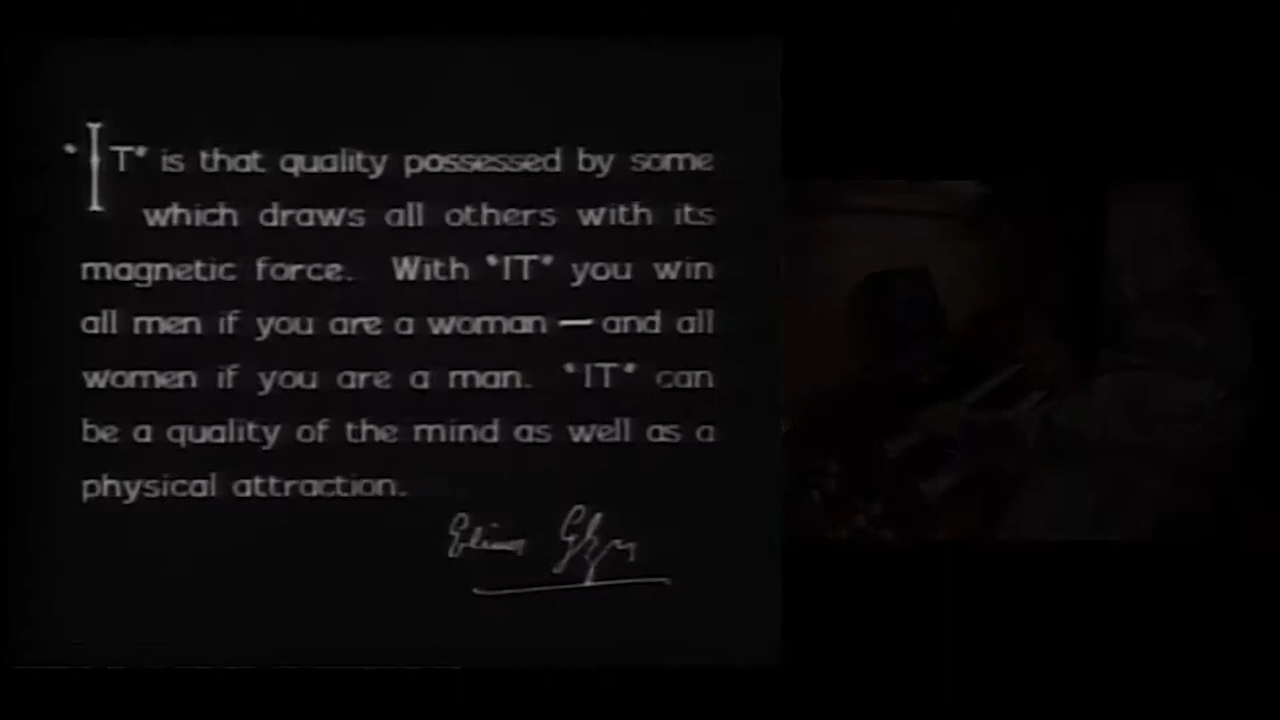 "IT" is that quality possessed by some
which draws all others with its
magnetic force. With "IT" you win
all men if you are a woman — and all
women if you are a man. "IT" can
be a quality of the mind as well as a
physical attraction.
Elinor Glyn